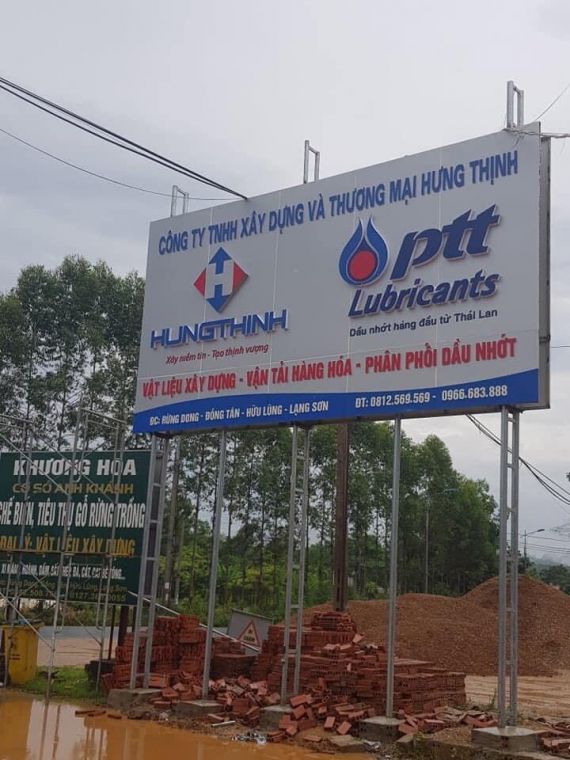 CÔNG TY TNHH XÂY DỰNG VÀ THƯƠNG MẠI HƯNG THỊNH
H
HUNGTHINH
Xây niềm tin - Tạo thịnh vượng
ptt
Lubricants
Dầu nhớt hàng đầu từ Thái Lan
VẬT LIỆU XÂY DỰNG - VẬN TẢI HÀNG HÓA - PHÂN PHỐI DẦU NHỚT
ĐC: RỪNG DONG - ĐỒNG TÂN - HỮU LŨNG - LẠNG SƠN ĐT: 0812.569.569 - 0966.683.888
KHƯƠNG HOA
CƠ SỞ ANH KHÁNH
CHẾ BIẾN, TIÊU THỤ GỖ RỪNG TRỒNG
ĐẠI LÝ VẬT LIỆU XÂY DỰNG